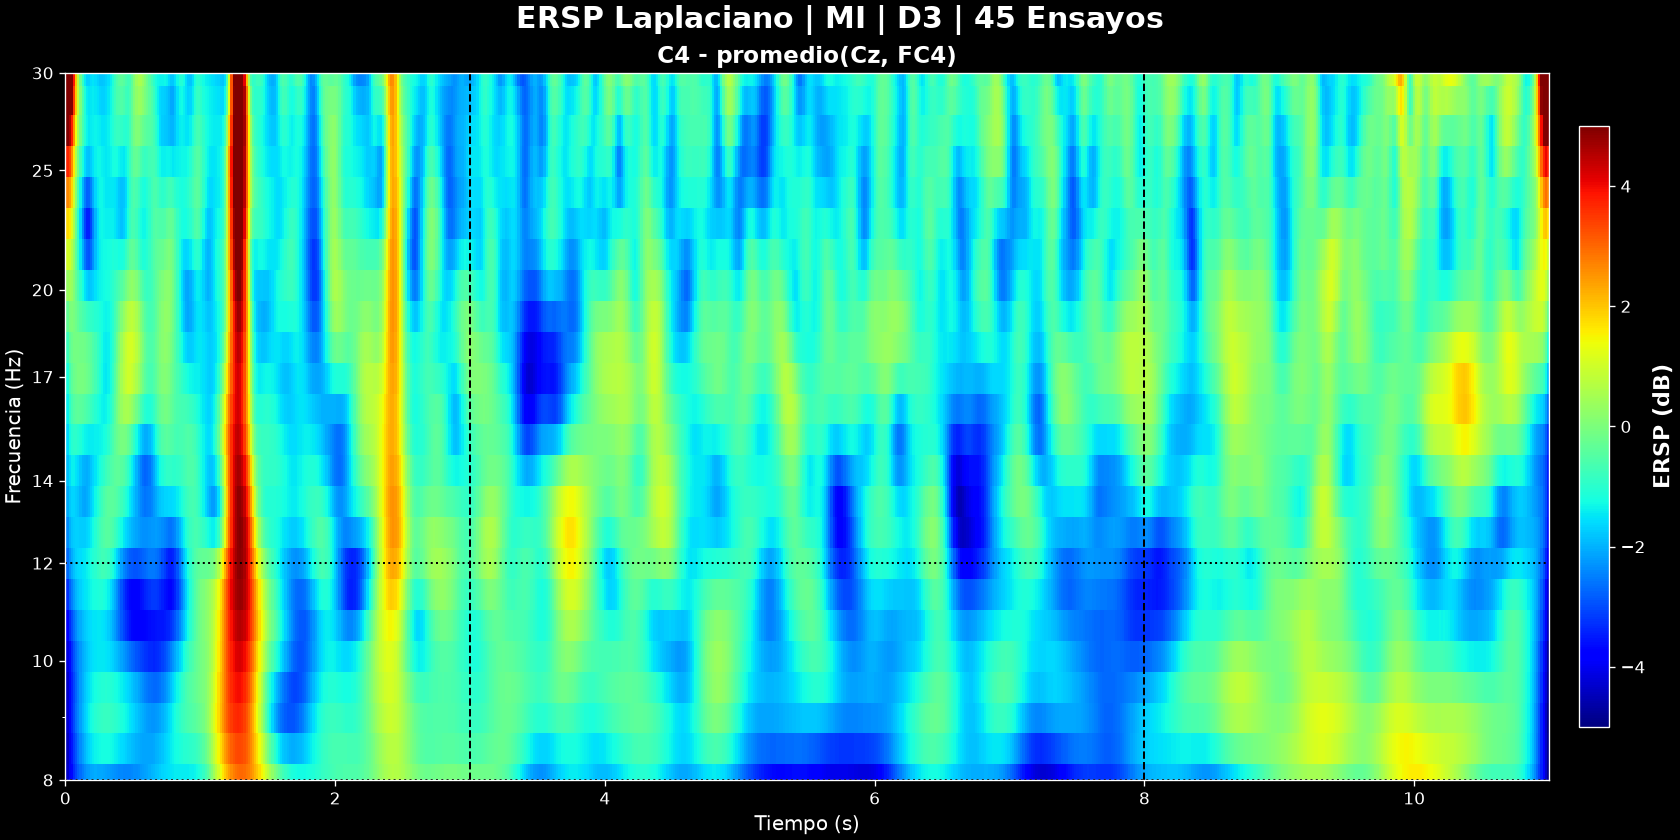 ERSP Laplaciano | MI | D3 | 45 Ensayos
C4 - promedio(Cz, FC4)
Frecuencia (Hz)
30
25
20
17
14
12
10
8
0 2 4 6 8 10
Tiempo (s)
4
2
0
−2
−4
ERSP (dB)